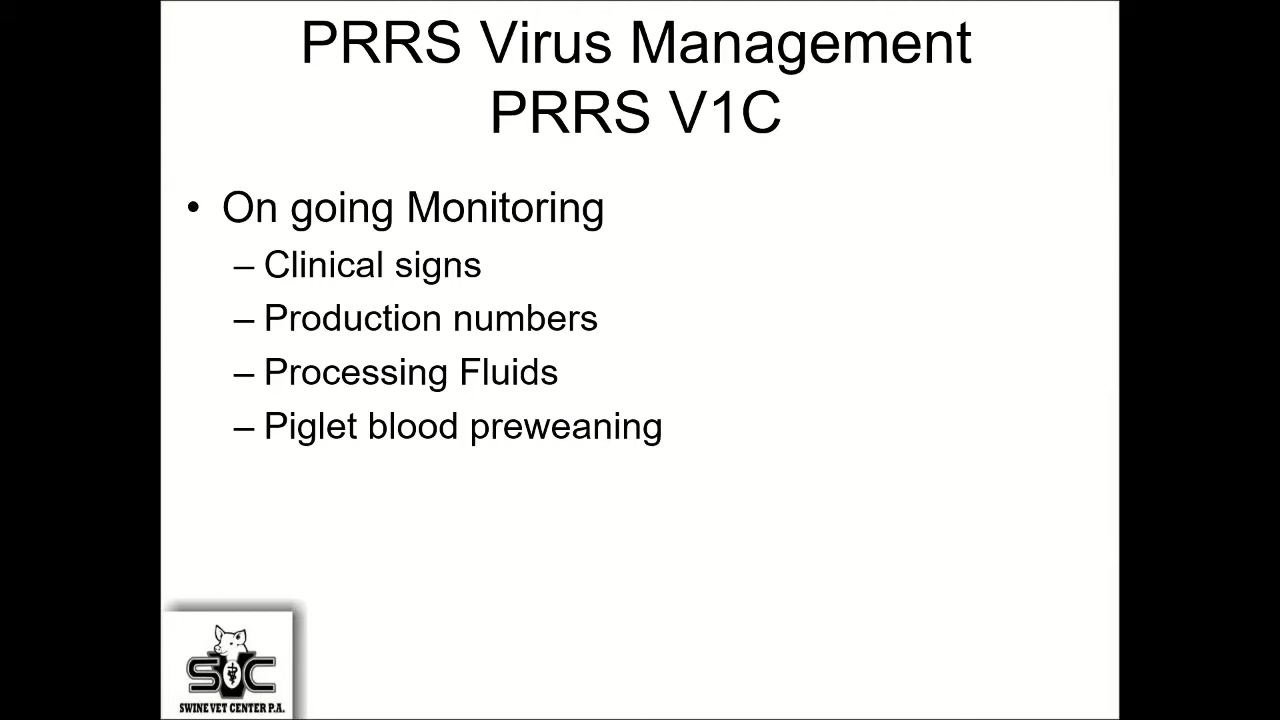 PRRS Virus Management
PRRS V1C
• On going Monitoring
– Clinical signs
– Production numbers
– Processing Fluids
– Piglet blood preweaning
SVC
SWINE VET CENTER P.A.